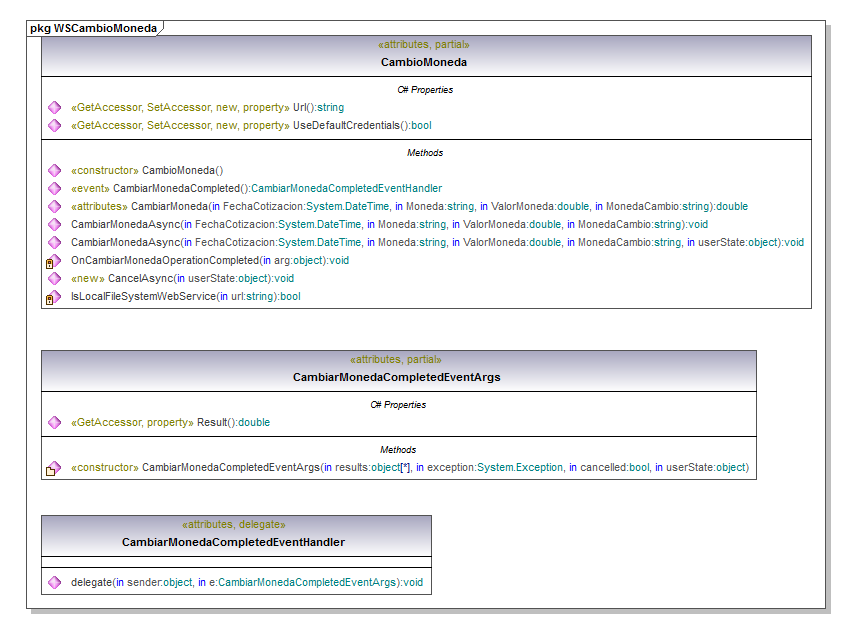 pkg WSCambioMoneda
«attributes, partial»
CambioMoneda
C# Properties
«GetAccessor, SetAccessor, new, property» Url():string
«GetAccessor, SetAccessor, new, property» UseDefaultCredentials():bool
Methods
«constructor» CambioMoneda()
«event» CambiarMonedaCompleted():CambiarMonedaCompletedEventHandler
«attributes» CambiarMoneda(in FechaCotizacion:System.DateTime, in Moneda:string, in ValorMoneda:double, in MonedaCambio:string):double
CambiarMonedaAsync(in FechaCotizacion:System.DateTime, in Moneda:string, in ValorMoneda:double, in MonedaCambio:string):void
CambiarMonedaAsync(in FechaCotizacion:System.DateTime, in Moneda:string, in ValorMoneda:double, in MonedaCambio:string, in userState:object):void
OnCambiarMonedaOperationCompleted(in arg:object):void
«new» CancelAsync(in userState:object):void
IsLocalFileSystemWebService(in url:string):bool
«attributes, partial»
CambiarMonedaCompletedEventArgs
C# Properties
«GetAccessor, property» Result():double
Methods
«constructor» CambiarMonedaCompletedEventArgs(in results:object[*], in exception:System.Exception, in cancelled:bool, in userState:object)
«attributes, delegate»
CambiarMonedaCompletedEventHandler
delegate(in sender:object, in e:CambiarMonedaCompletedEventArgs):void